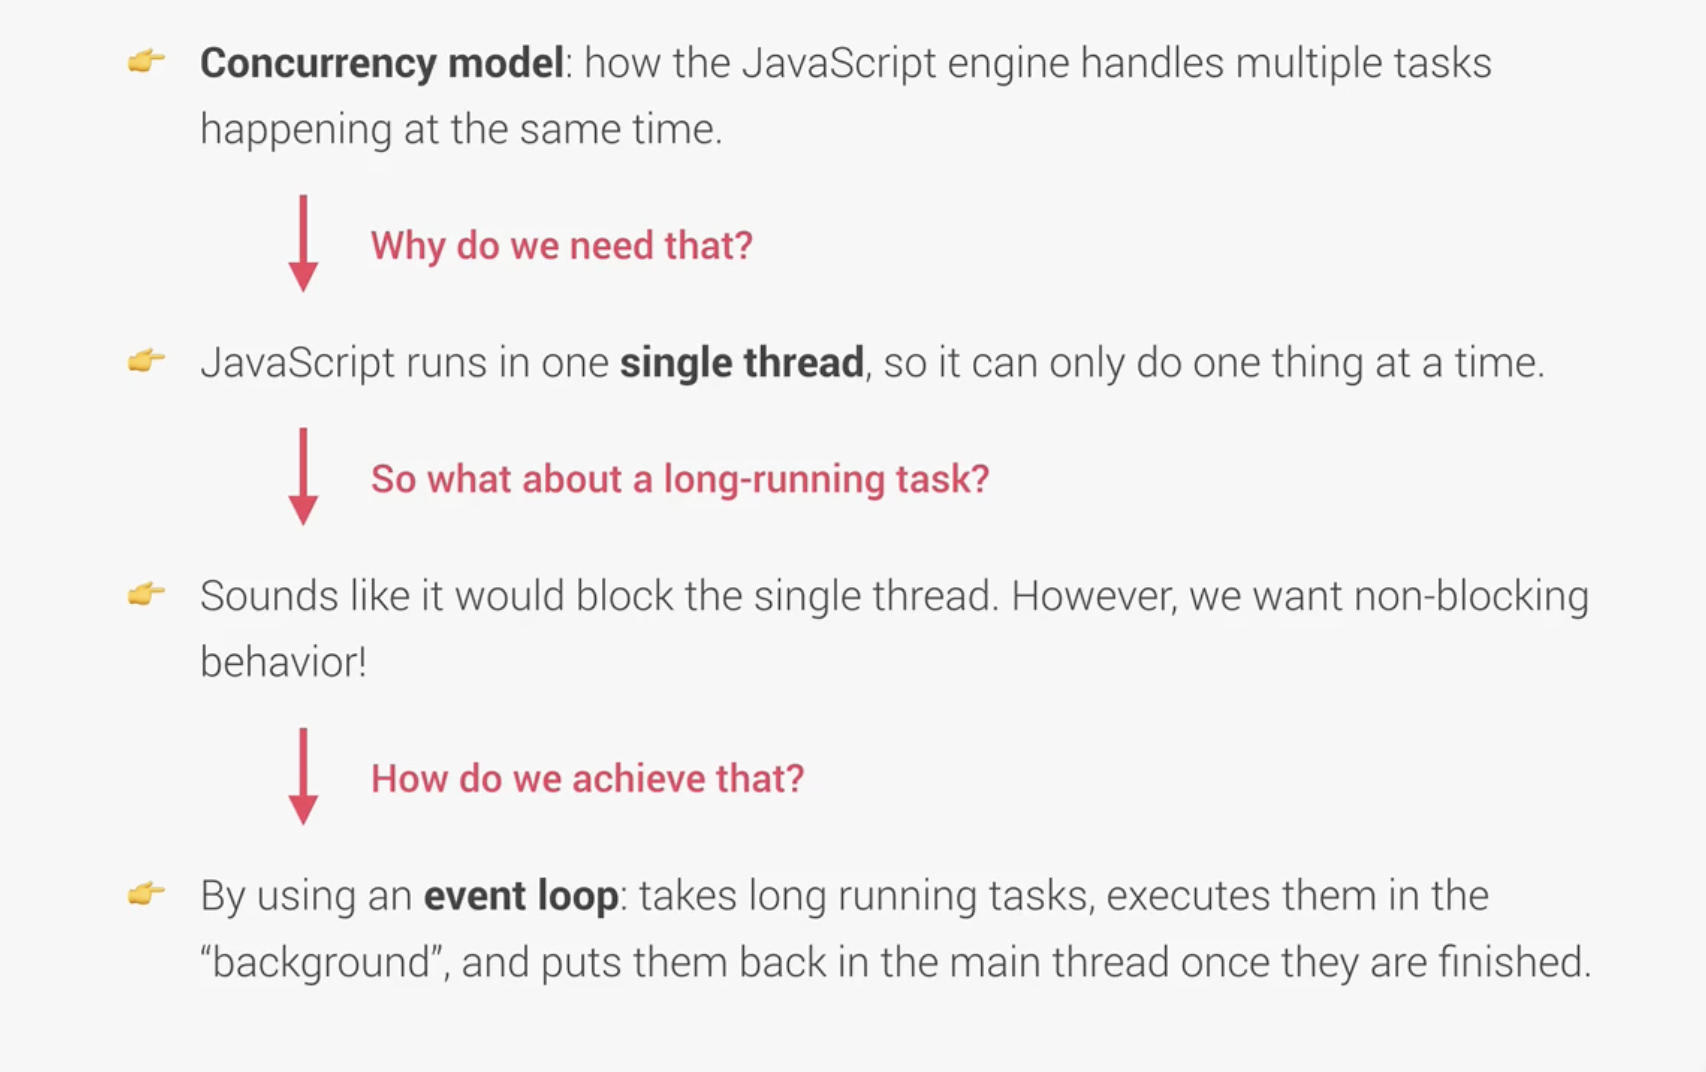 Concurrency model: how the JavaScript engine handles multiple tasks
happening at the same time.
Why do we need that?
JavaScript runs in one single thread, so it can only do one thing at a time.
So what about a long-running task?
Sounds like it would block the single thread. However, we want non-blocking
behavior!
How do we achieve that?
By using an event loop: takes long running tasks, executes them in the
“background”, and puts them back in the main thread once they are finished.